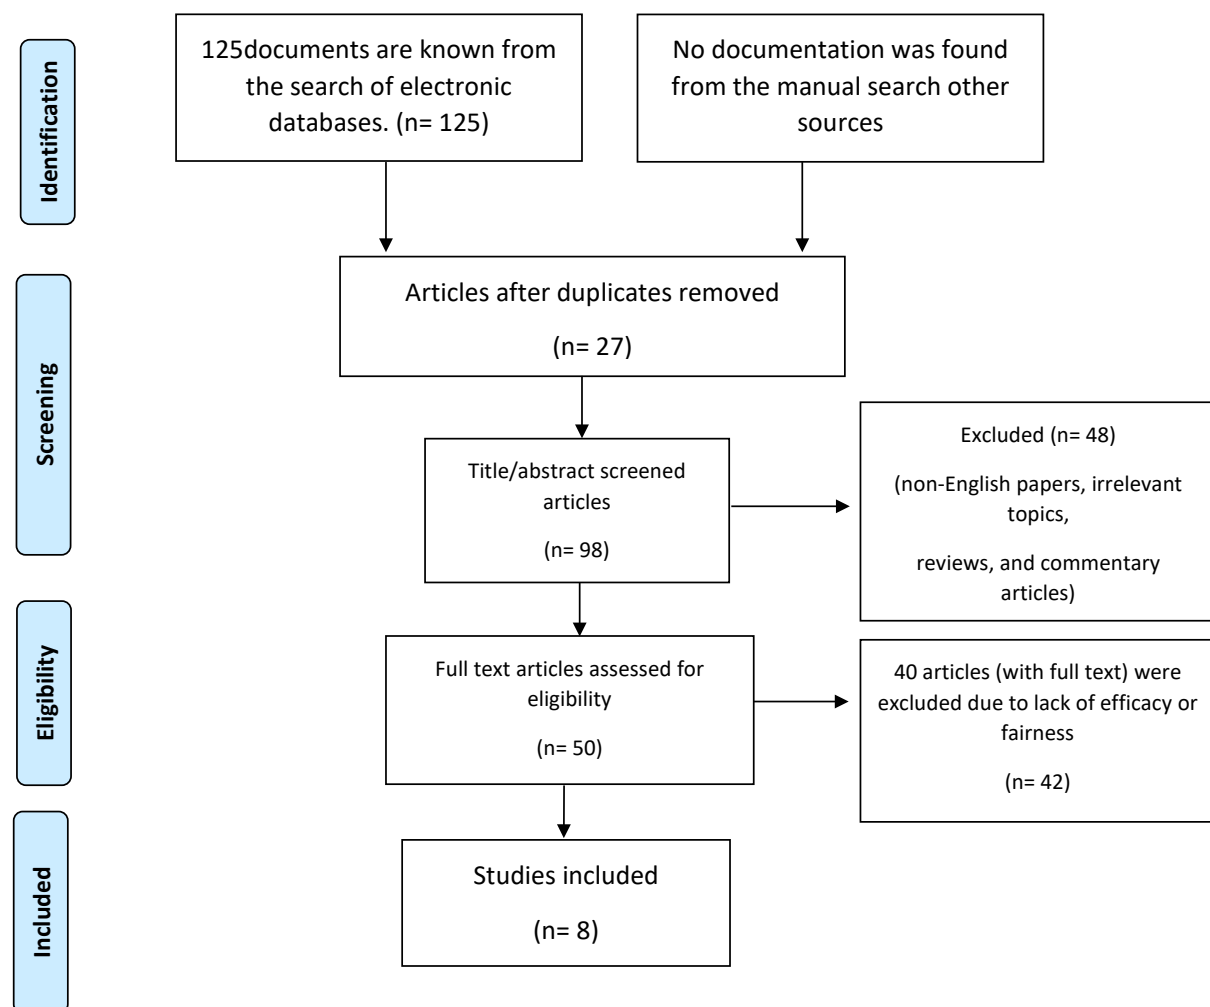 Identification
125documents are known from
the search of electronic
databases. (n= 125)
No documentation was found
from the manual search other
sources
Screening
Articles after duplicates removed
(n= 27)
Title/abstract screened
articles
(n= 98)
Excluded (n= 48)
(non-English papers, irrelevant
topics,
reviews, and commentary
articles)
Eligibility
Full text articles assessed for
eligibility
(n= 50)
40 articles (with full text) were
excluded due to lack of efficacy or
fairness
(n= 42)
Included
Studies included
(n= 8)